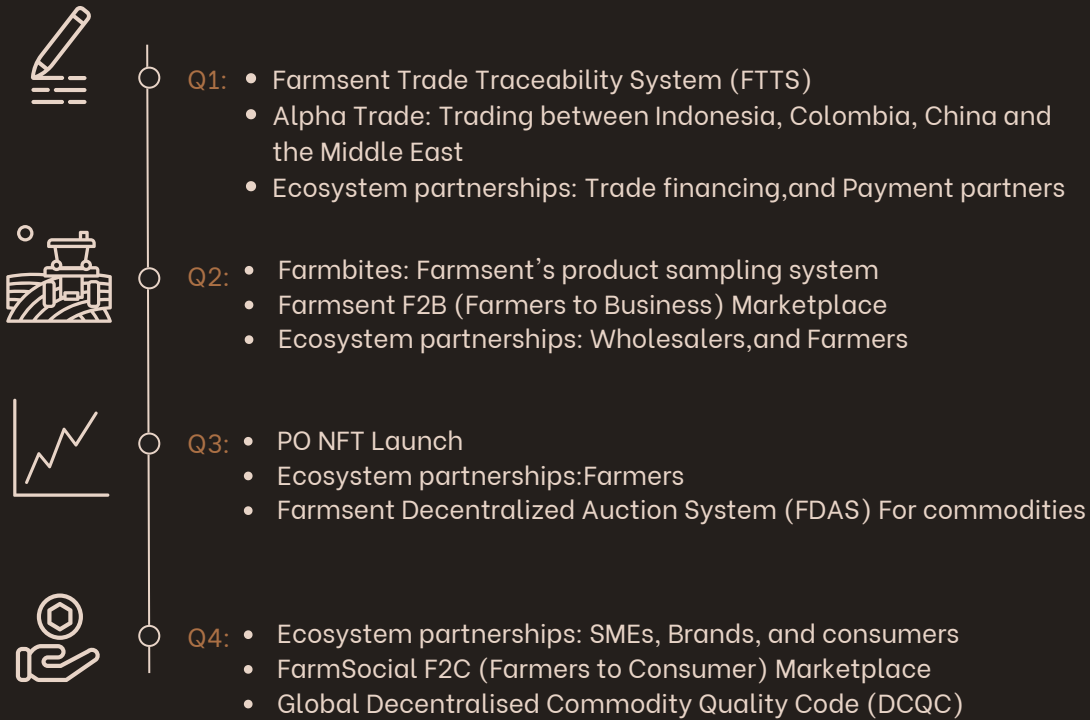 Q1: • Farmsent Trade Traceability System (FTTS)
• Alpha Trade: Trading between Indonesia, Colombia, China and
the Middle East
• Ecosystem partnerships: Trade financing,and Payment partners
Q2: • Farmbites: Farmsent's product sampling system
• Farmsent F2B (Farmers to Business) Marketplace
• Ecosystem partnerships: Wholesalers,and Farmers
Q3: • PO NFT Launch
• Ecosystem partnerships:Farmers
• Farmsent Decentralized Auction System (FDAS) For commodities
Q4: • Ecosystem partnerships: SMEs, Brands, and consumers
• FarmSocial F2C (Farmers to Consumer) Marketplace
• Global Decentralised Commodity Quality Code (DCQC)